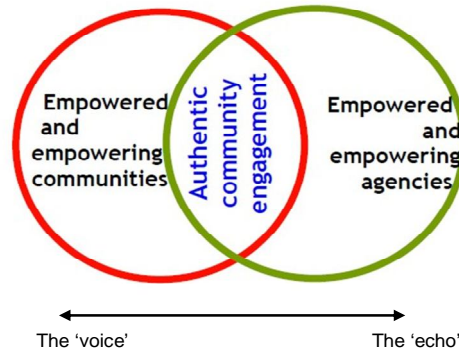 Empowered
and
empowering
communities
Authentic
community
engagement
Empowered
and
empowering
agencies
The ‘voice’
The ‘echo’